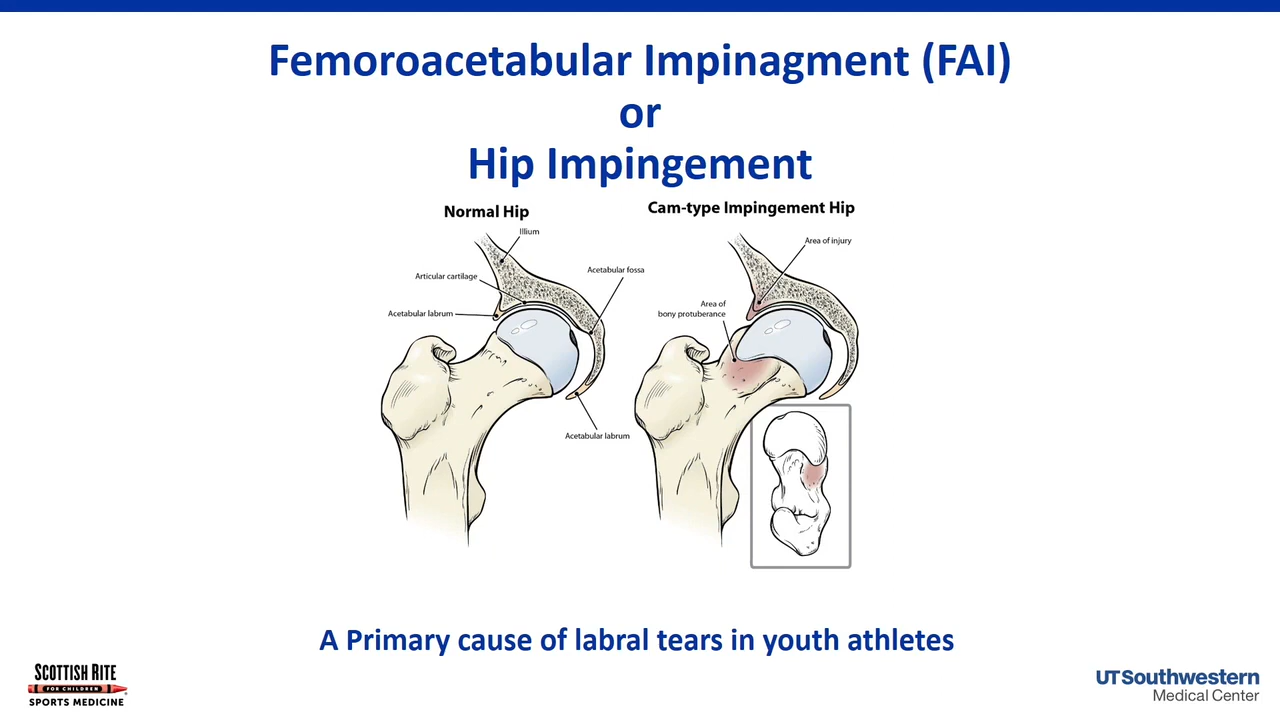 Femoroacetabular Impinagment (FAI)
or
Hip Impingement
Normal Hip
Illium
Articular cartilage
Acetabular fossa
Acetabular labrum
Acetabular labrum
Cam-type Impingement Hip
Area of injury
Area of
bony protuberance
A Primary cause of labral tears in youth athletes
SCOTTISH RITE
FOR CHILDREN
SPORTS MEDICINE
UTSouthwestern
Medical Center